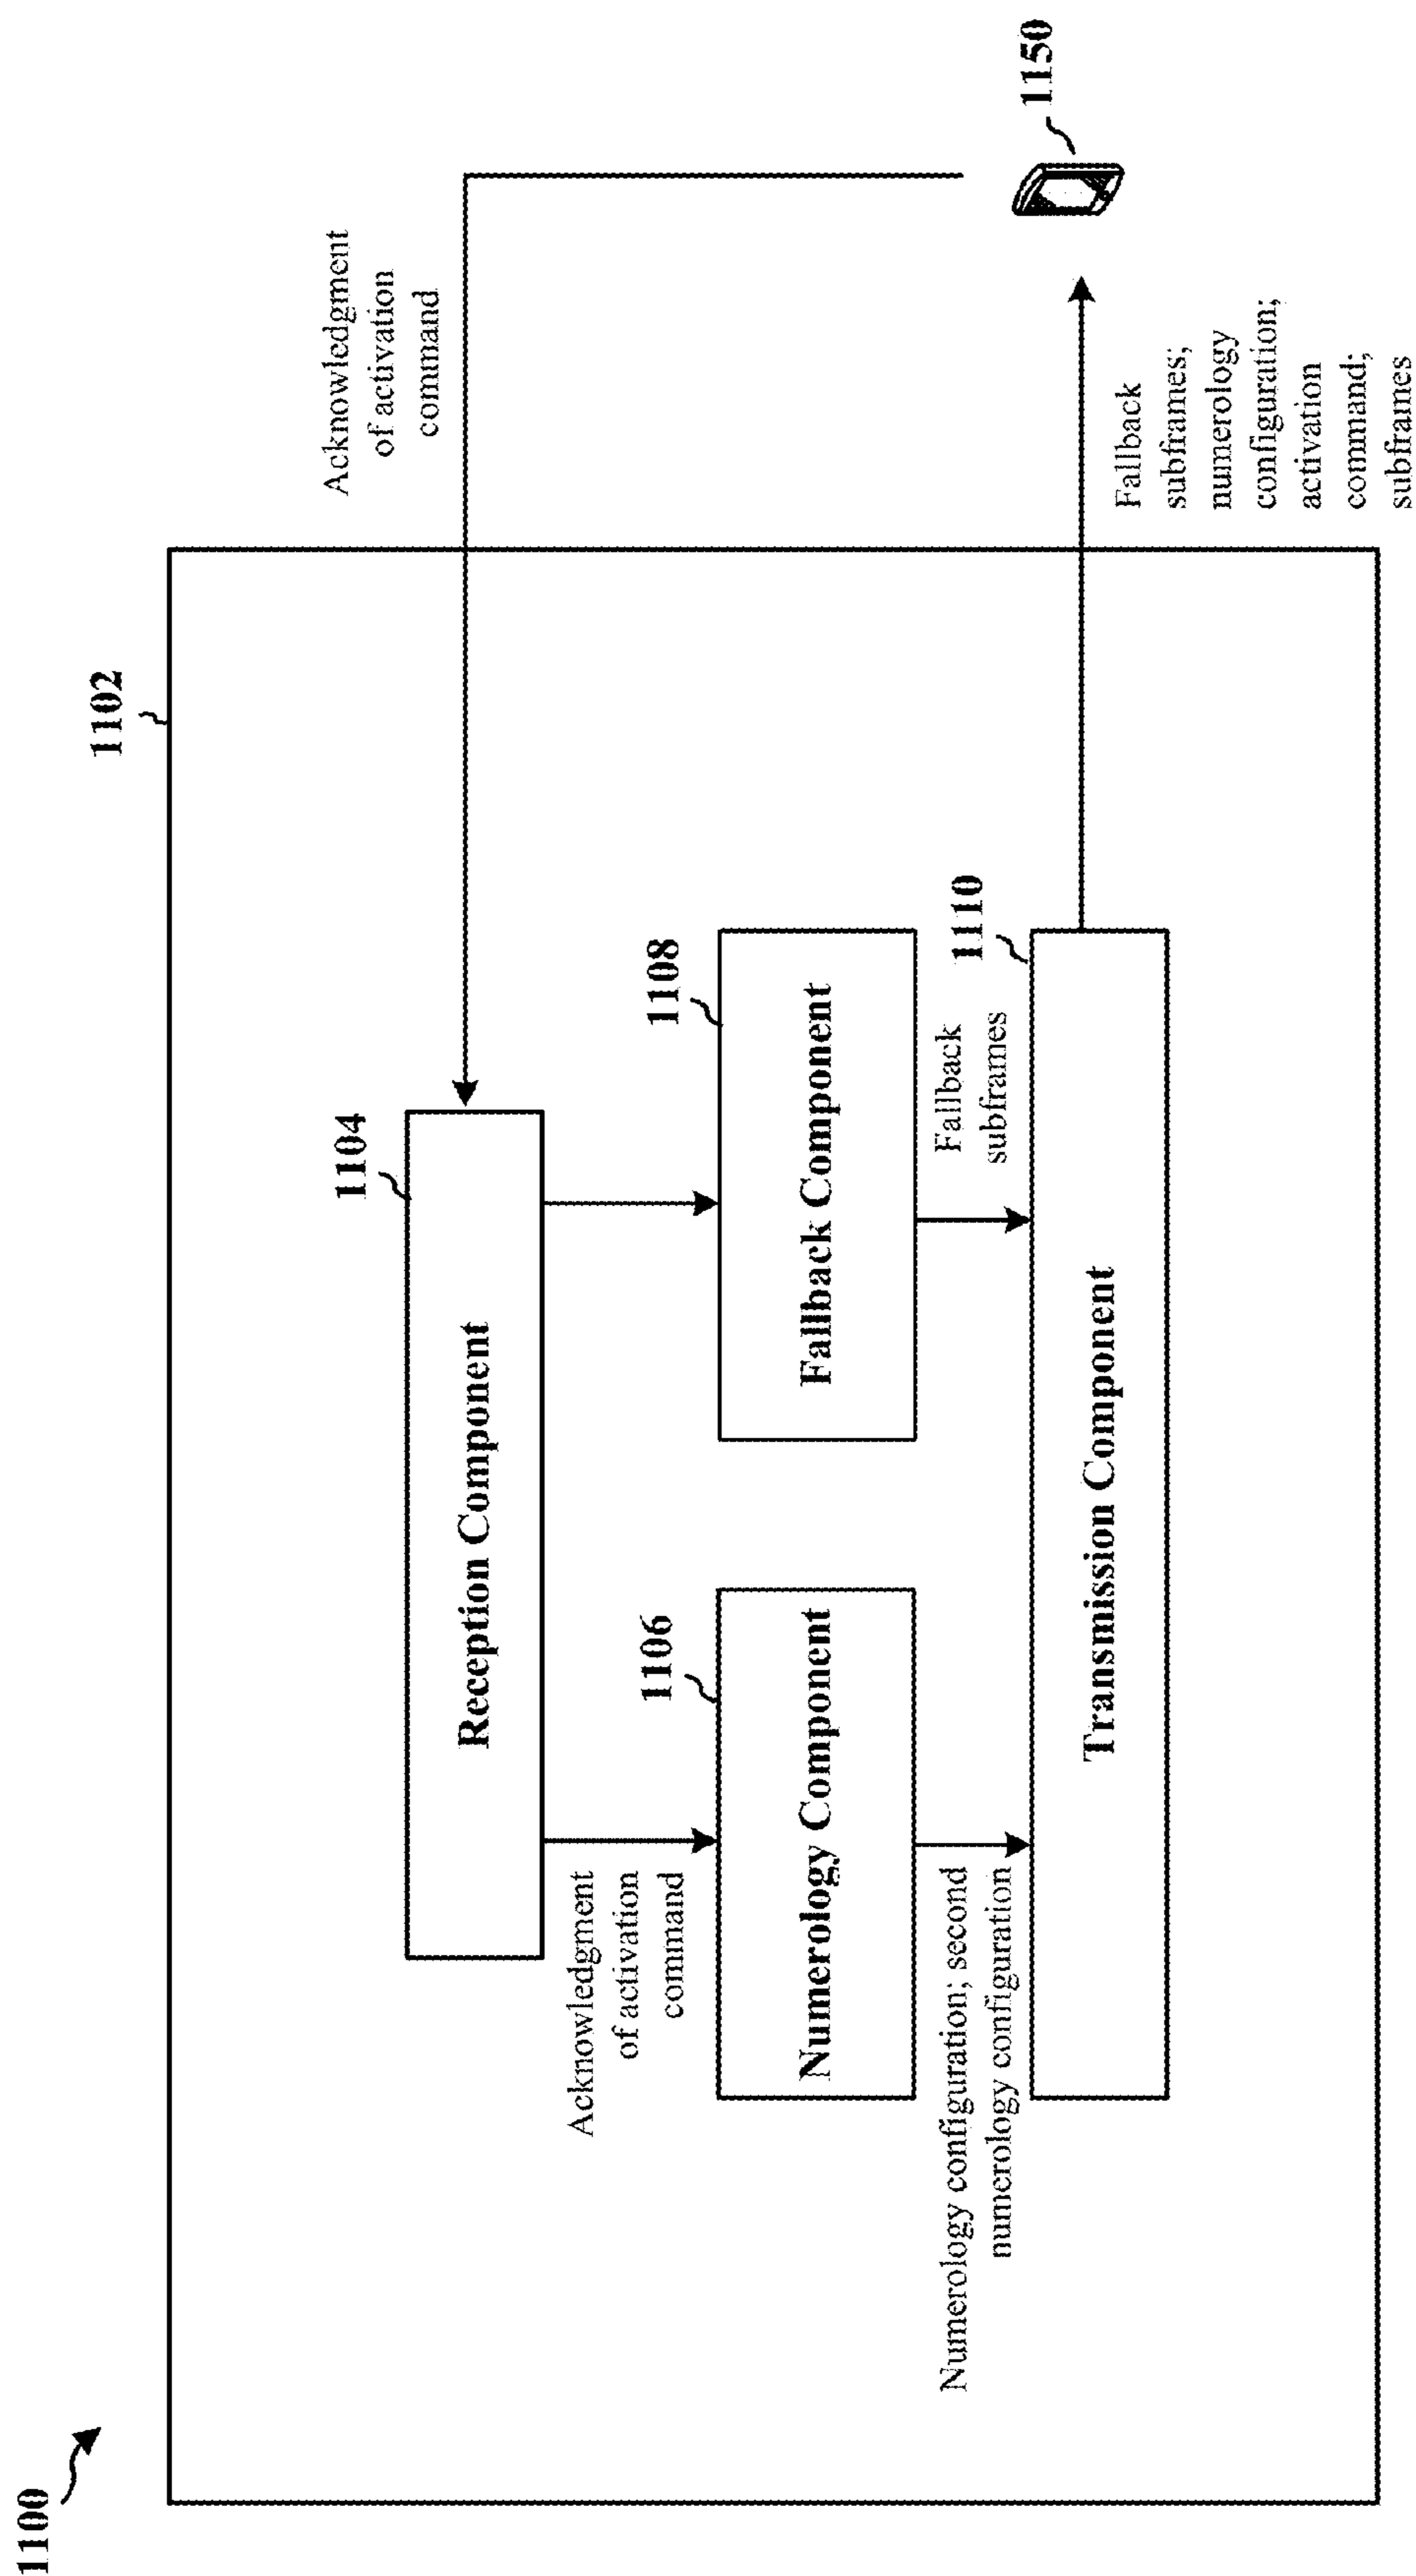 1100
1102
1104
Reception Component
Acknowledgment
of activation
command
Acknowledgment
of activation
command
1106
Numerology Component
1108
Fallback Component
Numerology configuration; second
numerology configuration
Fallback
subframes
1110
Transmission Component
Fallback
subframes;
numerology
configuration;
activation
command;
subframes
1150